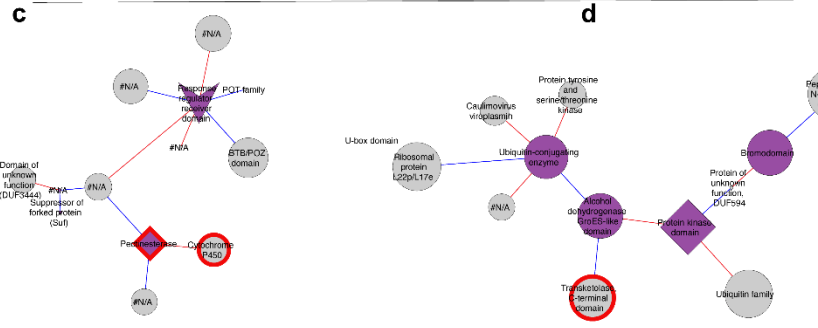 c
d
#N/A
#N/A
Response
regulator
receiver
domain
POT family
#N/A
BTB/POZ
domain
Domain of
unknown
function
(DUF3444)
#N/A
Suppressor of
forked protein
(Suf)
#N/A
Pectinesterase
Cytochrome
P450
#N/A
Protein tyrosine
and
serine/threonine
kinase
Caulimovirus
viroplasmin
U-box domain
Ribosomal
protein
L22p/L17e
Ubiquitin-conjugating
enzyme
#N/A
Alcohol
dehydrogenase
GroES-like
domain
Transketolase,
C-terminal
domain
Protein kinase
domain
Protein of
unknown
function,
DUF594
Bromodomain
Ubiquitin family